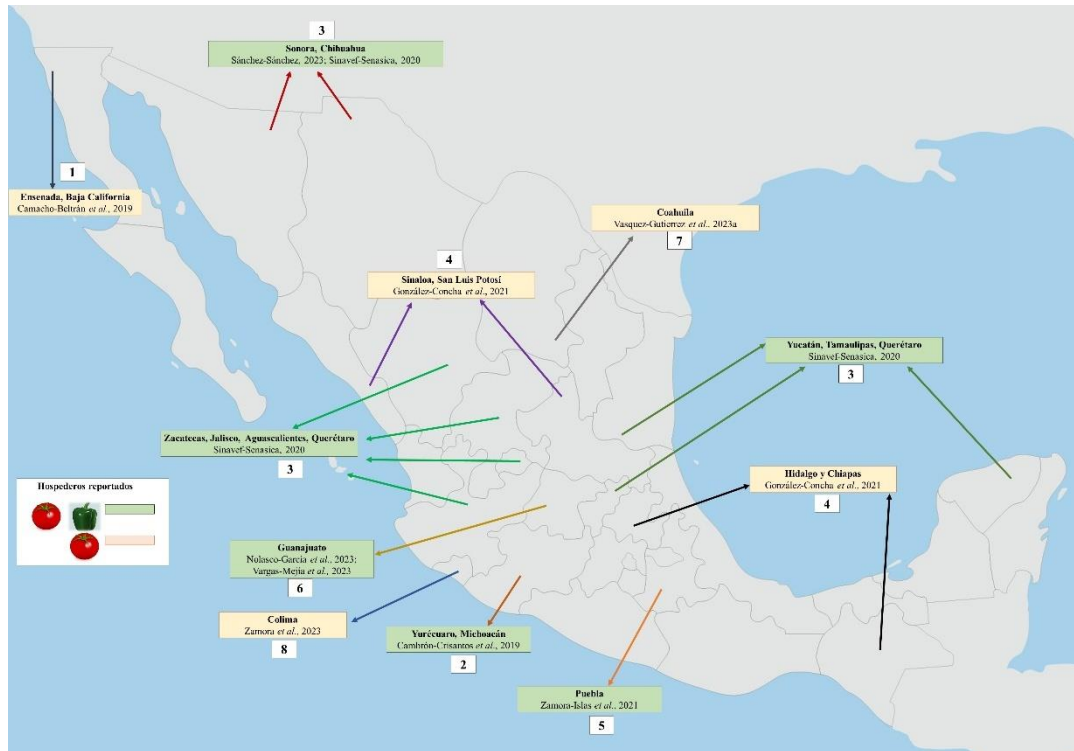 3
Sonora, Chihuahua
Sánchez-Sánchez, 2023; Sinavef-Senasica, 2020
1
Ensenada, Baja California
Camacho-Beltrán et al., 2019
Coahuila
Vasquez-Gutierrez et al., 2023a
7
4
Sinaloa, San Luis Potosí
González-Concha et al., 2021
Yucatán, Tamaulipas, Querétaro
Sinavef-Senasica, 2020
3
Zacatecas, Jalisco, Aguascalientes, Querétaro
Sinavef-Senasica, 2020
3
Hidalgo y Chiapas
González-Concha et al., 2021
4
Hospederos reportados
Guanajuato
Nolasco-García et al., 2023;
Vargas-Mejía et al., 2023
6
Colima
Zamora et al., 2023
8
Yurécuaro, Michoacán
Cambrón-Crisantos et al., 2019
2
Puebla
Zamora-Islas et al., 2021
5